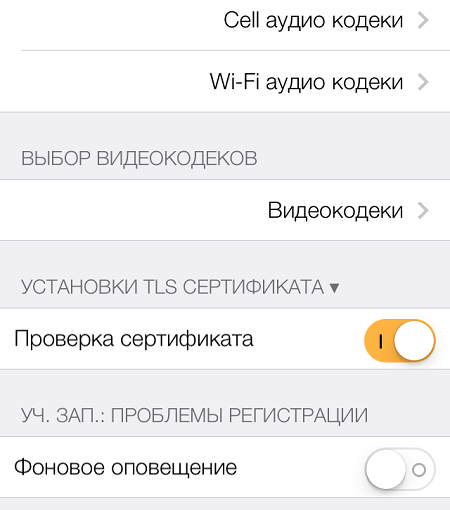 Cell аудио кодеки
Wi-Fi аудио кодеки
ВЫБОР ВИДЕОКОДЕКОВ
Видеокодеки
УСТАНОВКИ TLS СЕРТИФИКАТА ▾
Проверка сертификата
УЧ. ЗАП.: ПРОБЛЕМЫ РЕГИСТРАЦИИ
Фоновое оповещение